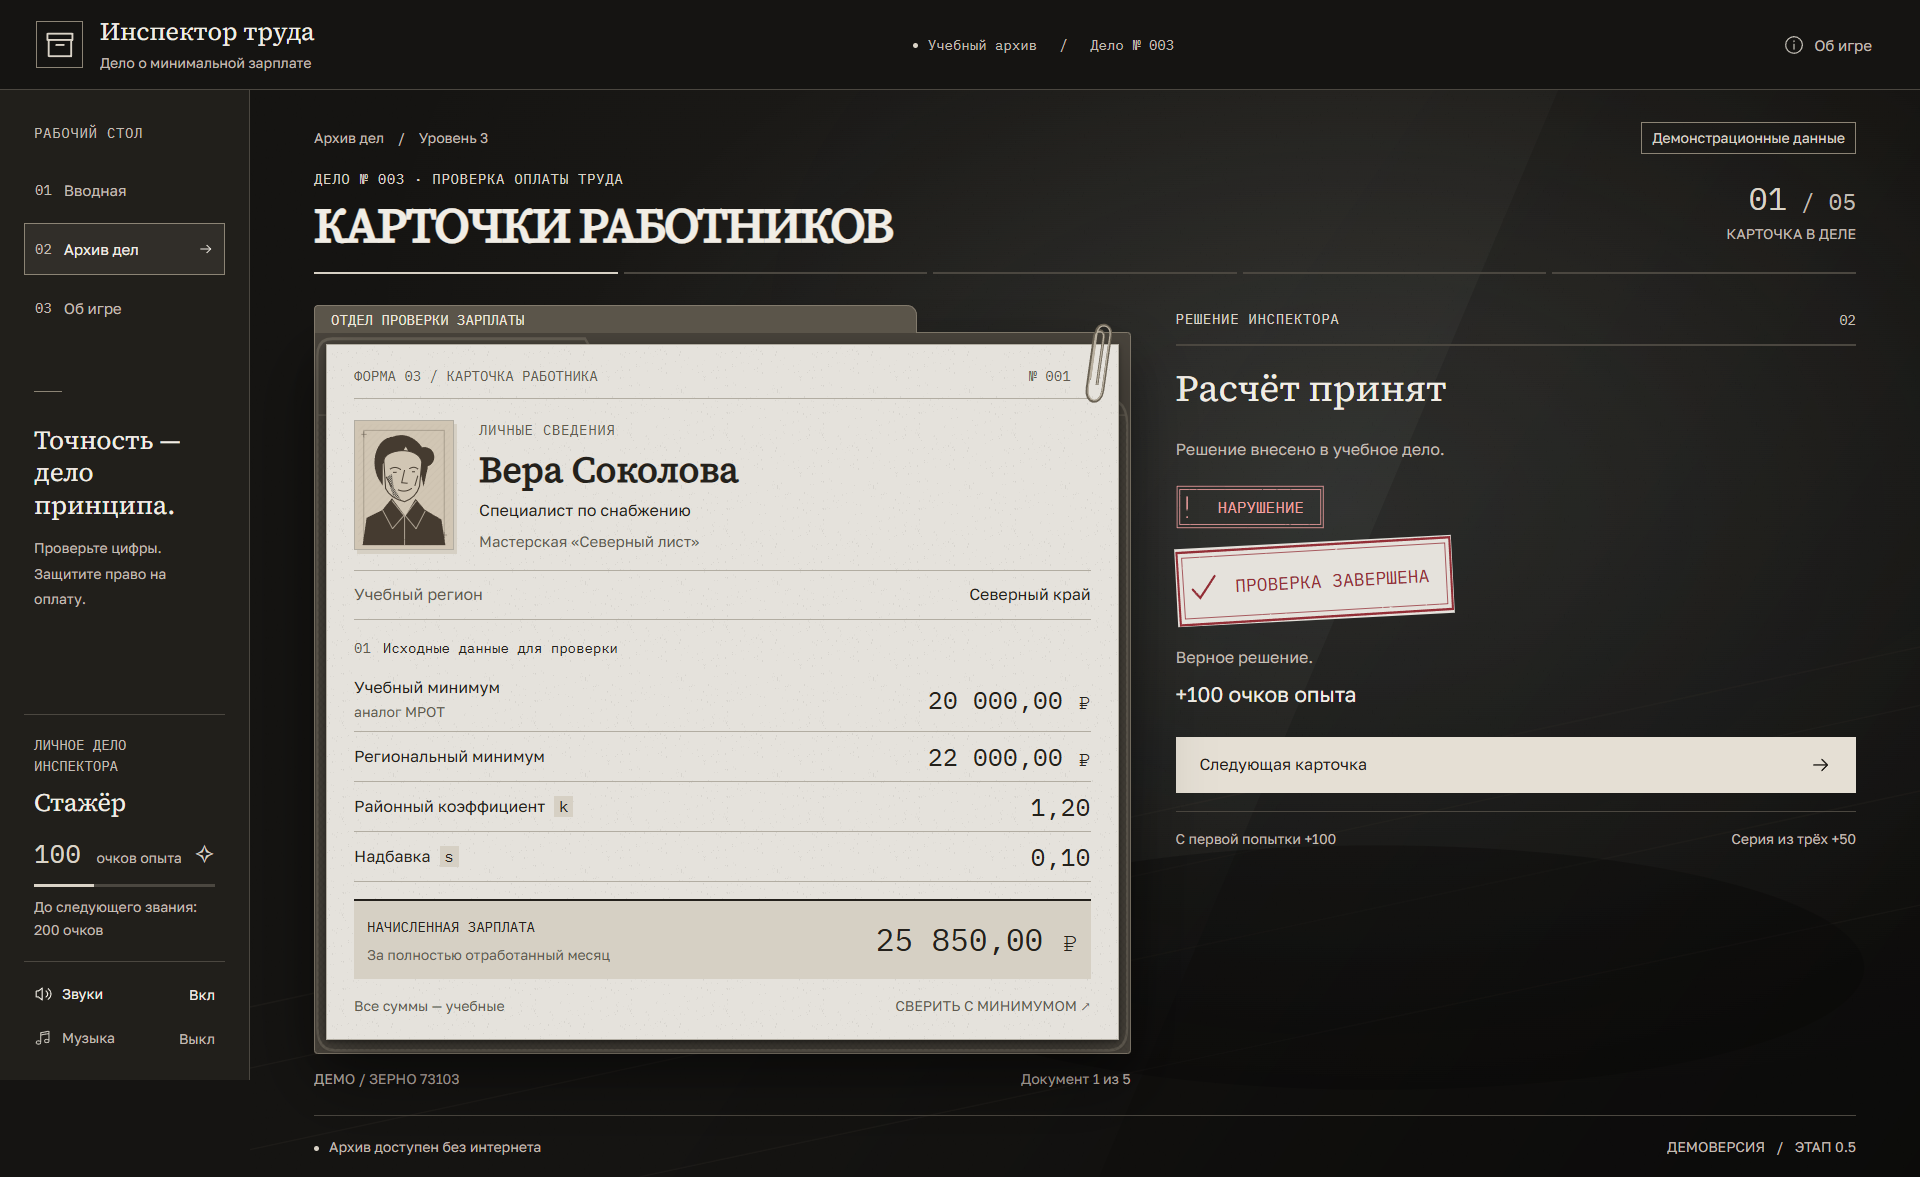 Инспектор труда
Дело о минимальной зарплате
• Учебный архив / Дело № 003
Об игре
РАБОЧИЙ СТОЛ
01 Вводная
02 Архив дел →
03 Об игре
Точность —
дело
принципа.
Проверьте цифры.
Защитите право на
оплату.
ЛИЧНОЕ ДЕЛО
ИНСПЕКТОРА
Стажёр
100 очков опыта
До следующего звания:
200 очков
Звуки Вкл
Музыка Выкл
Архив дел / Уровень 3
Демонстрационные данные
ДЕЛО № 003 · ПРОВЕРКА ОПЛАТЫ ТРУДА
КАРТОЧКИ РАБОТНИКОВ
01 / 05
КАРТОЧКА В ДЕЛЕ
ОТДЕЛ ПРОВЕРКИ ЗАРПЛАТЫ
ФОРМА 03 / КАРТОЧКА РАБОТНИКА № 001
ЛИЧНЫЕ СВЕДЕНИЯ
Вера Соколова
Специалист по снабжению
Мастерская «Северный лист»
Учебный регион Северный край
01 Исходные данные для проверки
Учебный минимум
аналог МРОТ
20 000,00 ₽
Региональный минимум 22 000,00 ₽
Районный коэффициент k 1,20
Надбавка s 0,10
НАЧИСЛЕННАЯ ЗАРПЛАТА
За полностью отработанный месяц
25 850,00 ₽
Все суммы — учебные СВЕРИТЬ С МИНИМУМОМ ↗
ДЕМО / ЗЕРНО 73103 Документ 1 из 5
РЕШЕНИЕ ИНСПЕКТОРА 02
Расчёт принят
Решение внесено в учебное дело.
! НАРУШЕНИЕ
ПРОВЕРКА ЗАВЕРШЕНА
Верное решение.
+100 очков опыта
Следующая карточка →
С первой попытки +100 Серия из трёх +50
• Архив доступен без интернета
ДЕМОВЕРСИЯ / ЭТАП 0.5